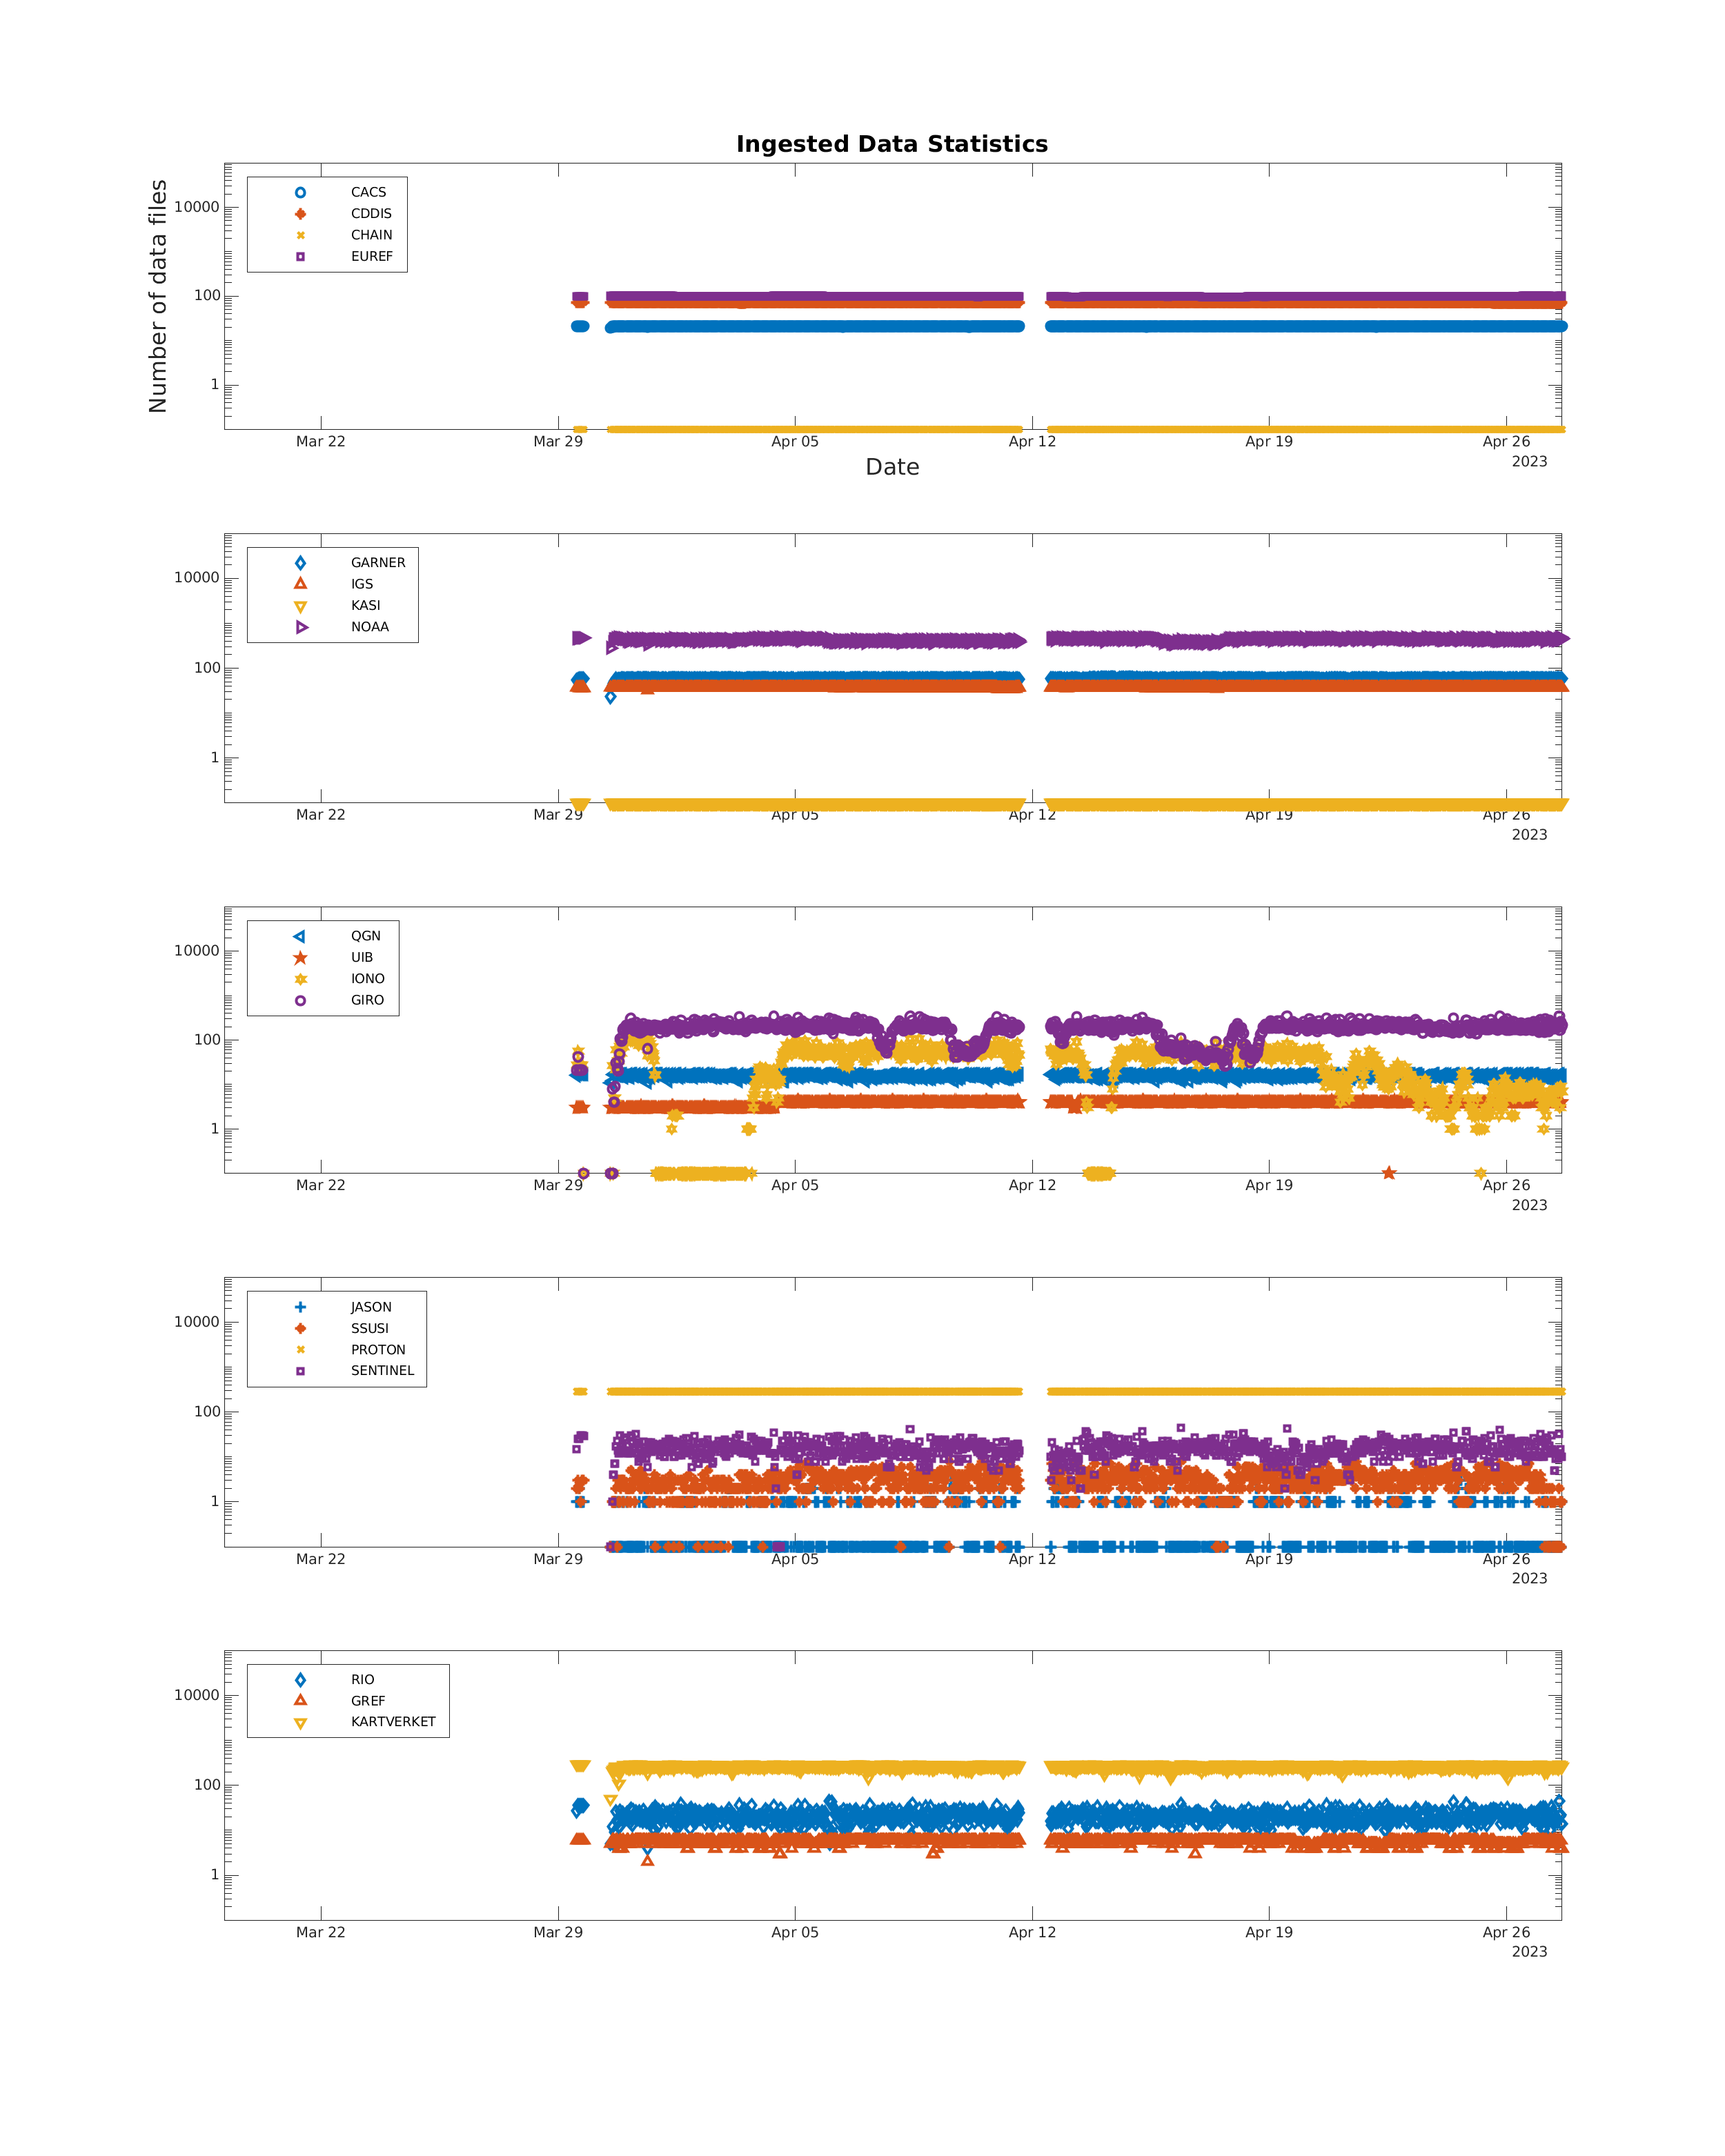 Ingested Data Statistics
Number of data files
10000
100
1
CACS
CDDIS
CHAIN
EUREF
Mar 22 Mar 29 Apr 05 Apr 12 Apr 19 Apr 26
2023
Date
10000
100
1
GARNER
IGS
KASI
NOAA
Mar 22 Mar 29 Apr 05 Apr 12 Apr 19 Apr 26
2023
10000
100
1
QGN
UIB
IONO
GIRO
Mar 22 Mar 29 Apr 05 Apr 12 Apr 19 Apr 26
2023
10000
100
1
JASON
SSUSI
PROTON
SENTINEL
Mar 22 Mar 29 Apr 05 Apr 12 Apr 19 Apr 26
2023
10000
100
1
RIO
GREF
KARTVERKET
Mar 22 Mar 29 Apr 05 Apr 12 Apr 19 Apr 26
2023